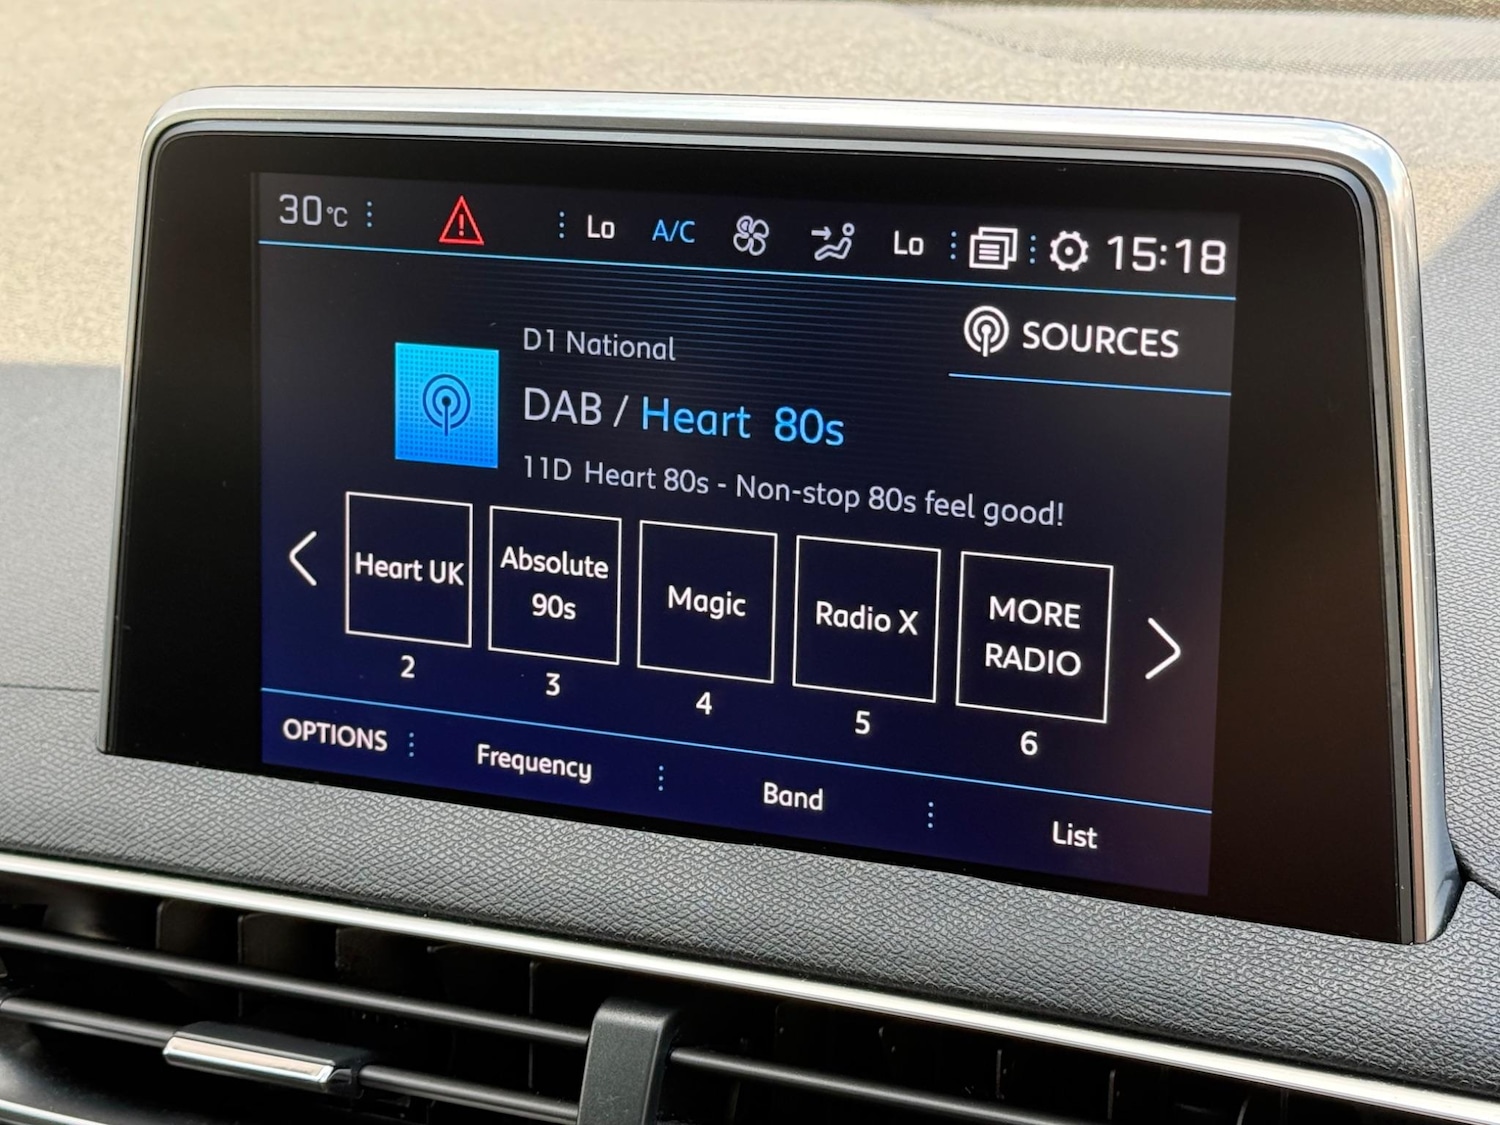 30°C
Lo A/C Lo 15:18
SOURCES
D1 National
DAB / Heart 80s
11D Heart 80s - Non-stop 80s feel good!
Heart UK
Absolute
90s
Magic
Radio X
MORE
RADIO
2 3 4 5 6
OPTIONS Frequency Band List